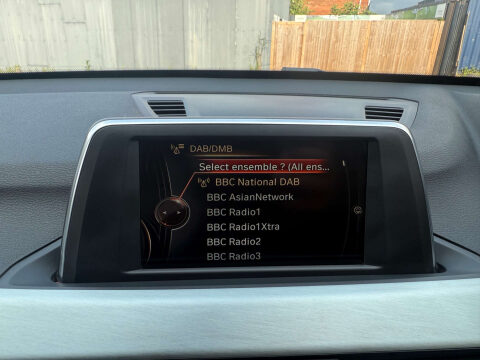 DAB/DMB
Select ensemble ? (All ens...
BBC National DAB
BBC AsianNetwork
BBC Radio1
BBC Radio1Xtra
BBC Radio2
BBC Radio3